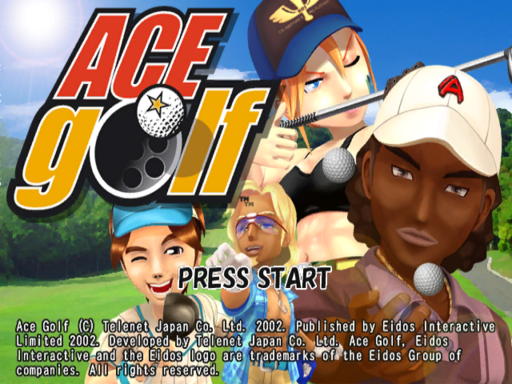 ACE
golf
A
TM
PRESS START
Ace Golf (C) Telenet Japan Co. Ltd. 2002. Published by Eidos Interactive
Limited 2002. Developed by Telenet Japan Co. Ltd. Ace Golf, Eidos
Interactive and the Eidos logo are trademarks of the Eidos Group of
companies. All rights reserved.